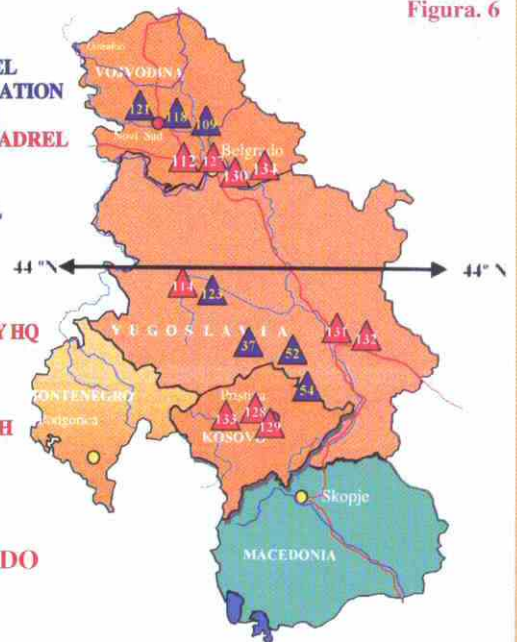 Figura. 6
EL
ATION
ADREL
Y HQ
H
DO
VOJVODINA
121
118
109
Novi Sad
Belgrado
112
130
134
44 °N
44° N
114
123
YUGOSLAVIA
37
52
131
132
54
MONTENEGRO
Pristina
133
128
129
KOSOVO
Skopje
MACEDONIA